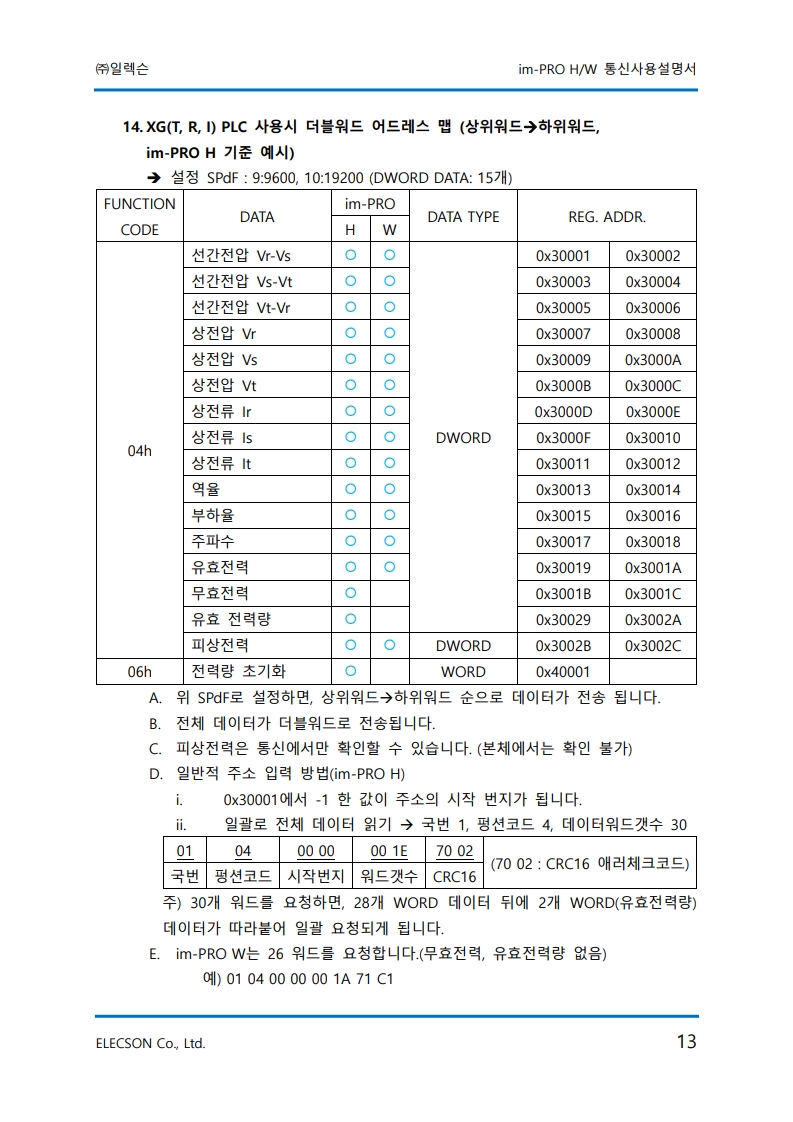 ㈜일렉슨 im-PRO H/W 통신사용설명서
14. XG(T, R, I) PLC 사용시 더블워드 어드레스 맵 (상위워드→하위워드,
im-PRO H 기준 예시)
→ 설정 SPdF : 9:9600, 10:19200 (DWORD DATA: 15개)
FUNCTION CODE DATA im-PRO DATA TYPE REG. ADDR.
H W
04h
선간전압 Vr-Vs ○ ○ 0x30001 0x30002
선간전압 Vs-Vt ○ ○ 0x30003 0x30004
선간전압 Vt-Vr ○ ○ 0x30005 0x30006
상전압 Vr ○ ○ 0x30007 0x30008
상전압 Vs ○ ○ 0x30009 0x3000A
상전압 Vt ○ ○ 0x3000B 0x3000C
상전류 Ir ○ ○ 0x3000D 0x3000E
상전류 Is ○ ○ DWORD 0x3000F 0x30010
상전류 It ○ ○ 0x30011 0x30012
역율 ○ ○ 0x30013 0x30014
부하율 ○ ○ 0x30015 0x30016
주파수 ○ ○ 0x30017 0x30018
유효전력 ○ ○ 0x30019 0x3001A
무효전력 ○ 0x3001B 0x3001C
유효 전력량 ○ 0x30029 0x3002A
피상전력 ○ ○ DWORD 0x3002B 0x3002C
06h 전력량 초기화 ○ WORD 0x40001
A. 위 SPdF로 설정하면, 상위워드→하위워드 순으로 데이터가 전송 됩니다.
B. 전체 데이터가 더블워드로 전송됩니다.
C. 피상전력은 통신에서만 확인할 수 있습니다. (본체에서는 확인 불가)
D. 일반적 주소 입력 방법(im-PRO H)
i. 0x30001에서 -1 한 값이 주소의 시작 번지가 됩니다.
ii. 일괄로 전체 데이터 읽기 → 국번 1, 펑션코드 4, 데이터워드갯수 30
01 04 00 00 00 1E 70 02 (70 02 : CRC16 애러체크코드)
국번 펑션코드 시작번지 워드갯수 CRC16
주) 30개 워드를 요청하면, 28개 WORD 데이터 뒤에 2개 WORD(유효전력량)
데이터가 따라붙어 일괄 요청되게 됩니다.
E. im-PRO W는 26 워드를 요청합니다.(무효전력, 유효전력량 없음)
예) 01 04 00 00 00 1A 71 C1
ELECSON Co., Ltd. 13